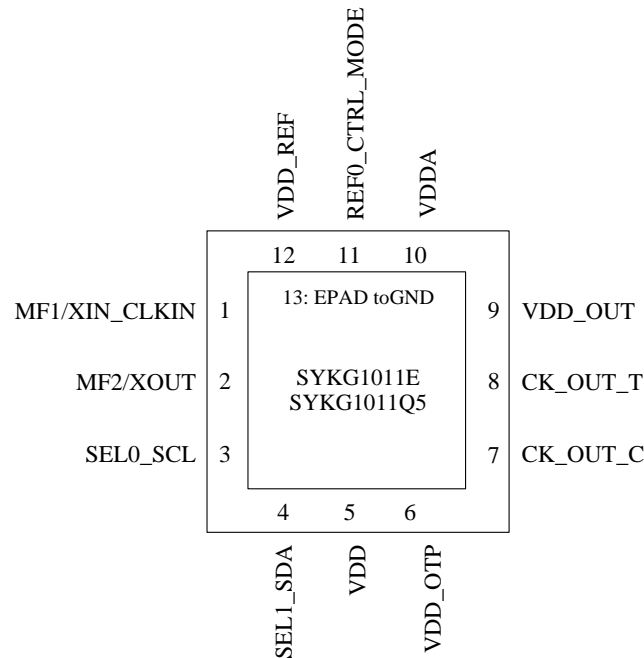 VDD_REF
REF0_CTRL_MODE
VDDA
12 11 10
MF1/XIN_CLKIN 1
13: EPAD toGND
9 VDD_OUT
MF2/XOUT 2
SYKG1011E
SYKG1011Q5
8 CK_OUT_T
SEL0_SCL 3
7 CK_OUT_C
4 5 6
SEL1_SDA
VDD
VDD_OTP